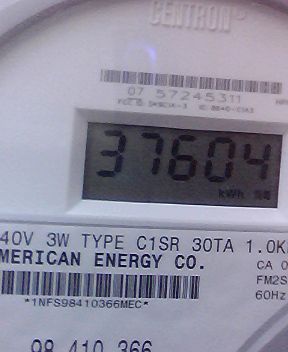 CENTRON
07 57245311
37604
kWh
40V 3W TYPE C1SR 30TA 1.0K
MERICAN ENERGY CO.
CA 0
FM2S
60Hz
*1NFS98410366MEC*
98 410 366